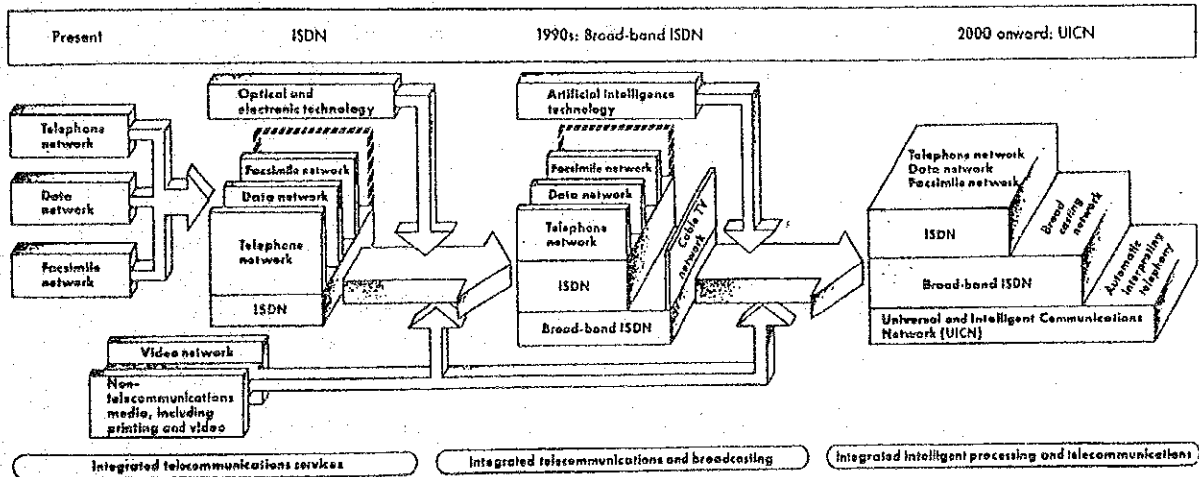 Present
ISDN
1990s: Broad-band ISDN
2000 onward: UICN
Optical and
electronic technology
Artificial intelligence
technology
Telephone
network
Data
network
Facsimile
network
Facsimile network
Data network
Telephone
network
ISDN
Facsimile network
Data network
Telephone
network
ISDN
Broad-band ISDN
Cable TV
network
Telephone network
Data network
Facsimile network
ISDN
Broad
casting
network
Broad-band ISDN
Automatic
interpreting
telephony
Universal and Intelligent Communications
Network (UICN)
Video network
Non-
telecommunications
media, including
printing and video
Integrated telecommunications services
Integrated telecommunications and broadcasting
Integrated intelligent processing and telecommunications